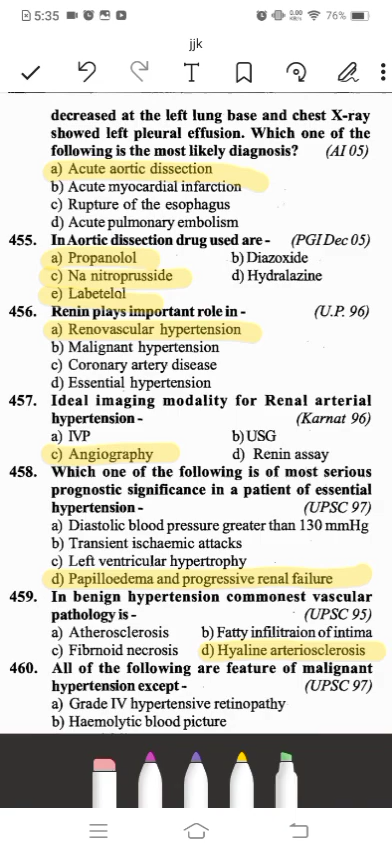 5:35
0.00
KB/s
76%
jjk
T
decreased at the left lung base and chest X-ray
showed left pleural effusion. Which one of the
following is the most likely diagnosis? (AI 05)
a) Acute aortic dissection
b) Acute myocardial infarction
c) Rupture of the esophagus
d) Acute pulmonary embolism
455. In Aortic dissection drug used are - (PGI Dec 05)
a) Propanolol b) Diazoxide
c) Na nitroprusside d) Hydralazine
e) Labetelol
456. Renin plays important role in - (U.P. 96)
a) Renovascular hypertension
b) Malignant hypertension
c) Coronary artery disease
d) Essential hypertension
457. Ideal imaging modality for Renal arterial
hypertension - (Karnat 96)
a) IVP b) USG
c) Angiography d) Renin assay
458. Which one of the following is of most serious
prognostic significance in a patient of essential
hypertension - (UPSC 97)
a) Diastolic blood pressure greater than 130 mmHg
b) Transient ischaemic attacks
c) Left ventricular hypertrophy
d) Papilloedema and progressive renal failure
459. In benign hypertension commonest vascular
pathology is - (UPSC 95)
a) Atherosclerosis b) Fatty infilitraion of intima
c) Fibrnoid necrosis d) Hyaline arteriosclerosis
460. All of the following are feature of malignant
hypertension except - (UPSC 97)
a) Grade IV hypertensive retinopathy
b) Haemolytic blood picture